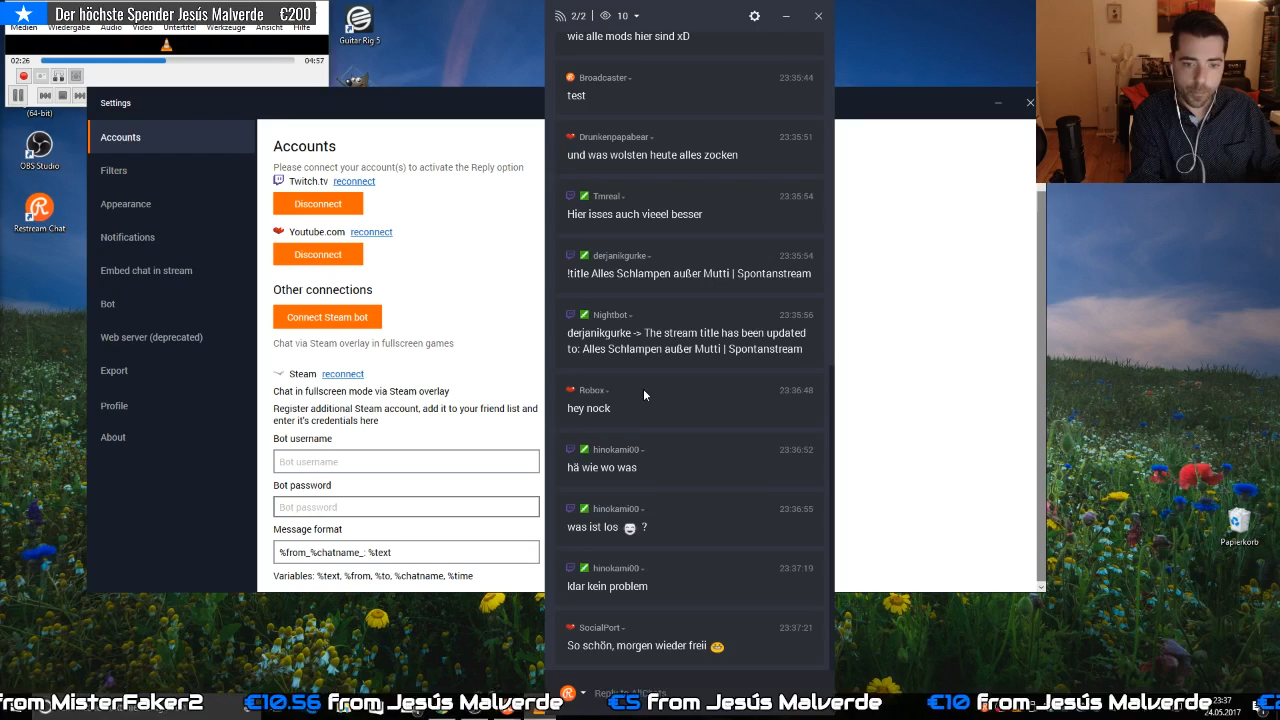 Der höchste Spender Jesús Malverde €200
Medien Wiedergabe Audio Video Untertitel Werkzeuge Ansicht Hilfe
02:26
04:57
(64-bit)
OBS Studio
Restream Chat
Guitar Rig 5
Settings
Accounts
Filters
Appearance
Notifications
Embed chat in stream
Bot
Web server (deprecated)
Export
Profile
About
Accounts
Please connect your account(s) to activate the Reply option
Twitch.tv reconnect
Disconnect
Youtube.com reconnect
Disconnect
Other connections
Connect Steam bot
Chat via Steam overlay in fullscreen games
Steam reconnect
Chat in fullscreen mode via Steam overlay
Register additional Steam account, add it to your friend list and
enter it's credentials here
Bot username
Bot username
Bot password
Bot password
Message format
%from_%chatname_: %text
Variables: %text, %from, %to, %chatname, %time
2/2 10
wie alle mods hier sind xD
Broadcaster 23:35:44
test
Drunkenpapabear 23:35:51
und was wolsten heute alles zocken
Tmreal 23:35:54
Hier isses auch vieeel besser
derjanikgurke 23:35:54
!title Alles Schlampen außer Mutti | Spontanstream
Nightbot 23:35:56
derjanikgurke -> The stream title has been updated
to: Alles Schlampen außer Mutti | Spontanstream
Robox 23:36:48
hey nock
hinokami00 23:36:52
hä wie wo was
hinokami00 23:36:55
was ist los ?
hinokami00 23:37:19
klar kein problem
SocialPort 23:37:21
So schön, morgen wieder freii
Reply to All Chats
Papierkorb
from MisterFaker2 €10.56 from Jesús Malverde €5 from Jesús Malverde €10 from Jesús Malverde
23:37
24.05.2017